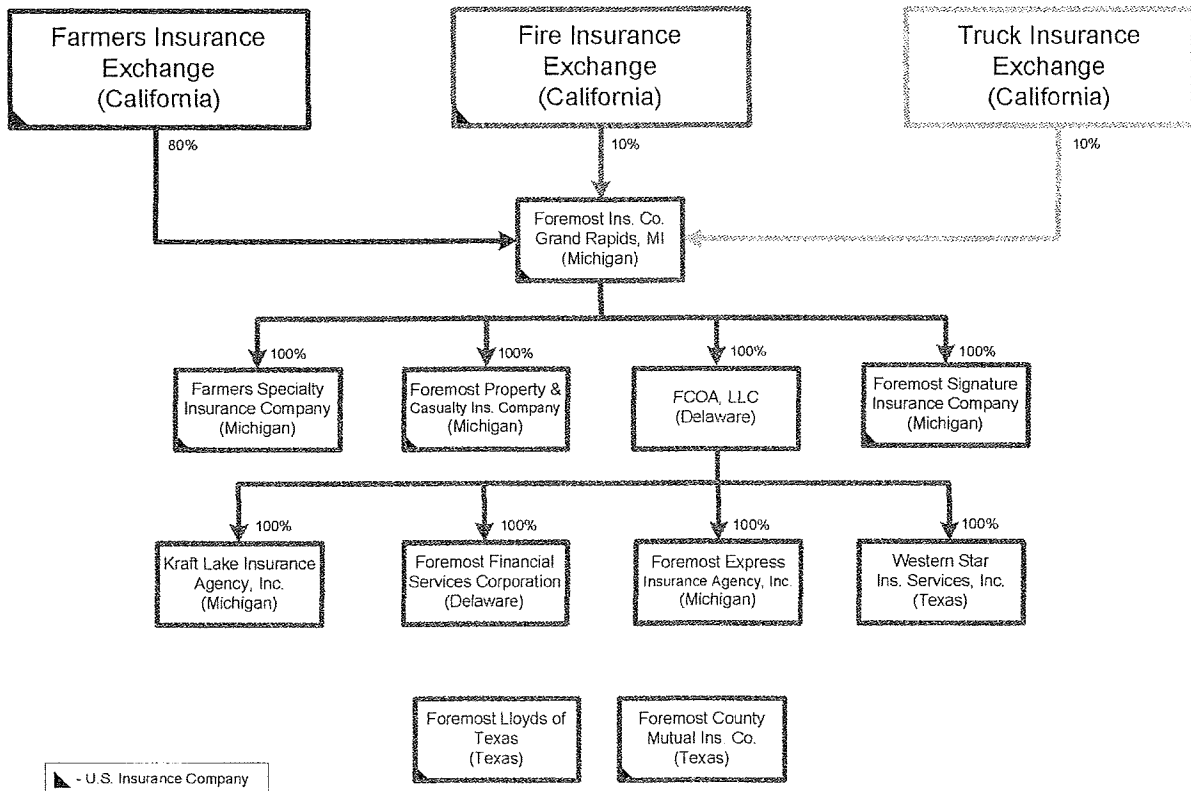 Farmers Insurance
Exchange
(California)
Fire Insurance
Exchange
(California)
Truck Insurance
Exchange
(California)
80%
10%
10%
Foremost Ins. Co.
Grand Rapids, MI
(Michigan)
100%
100%
100%
100%
Farmers Specialty
Insurance Company
(Michigan)
Foremost Property &
Casualty Ins. Company
(Michigan)
FCOA, LLC
(Delaware)
Foremost Signature
Insurance Company
(Michigan)
100%
100%
100%
100%
Kraft Lake Insurance
Agency, Inc.
(Michigan)
Foremost Financial
Services Corporation
(Delaware)
Foremost Express
Insurance Agency, Inc.
(Michigan)
Western Star
Ins. Services, Inc.
(Texas)
Foremost Lloyds of
Texas
(Texas)
Foremost County
Mutual Ins. Co.
(Texas)
- U.S. Insurance Company